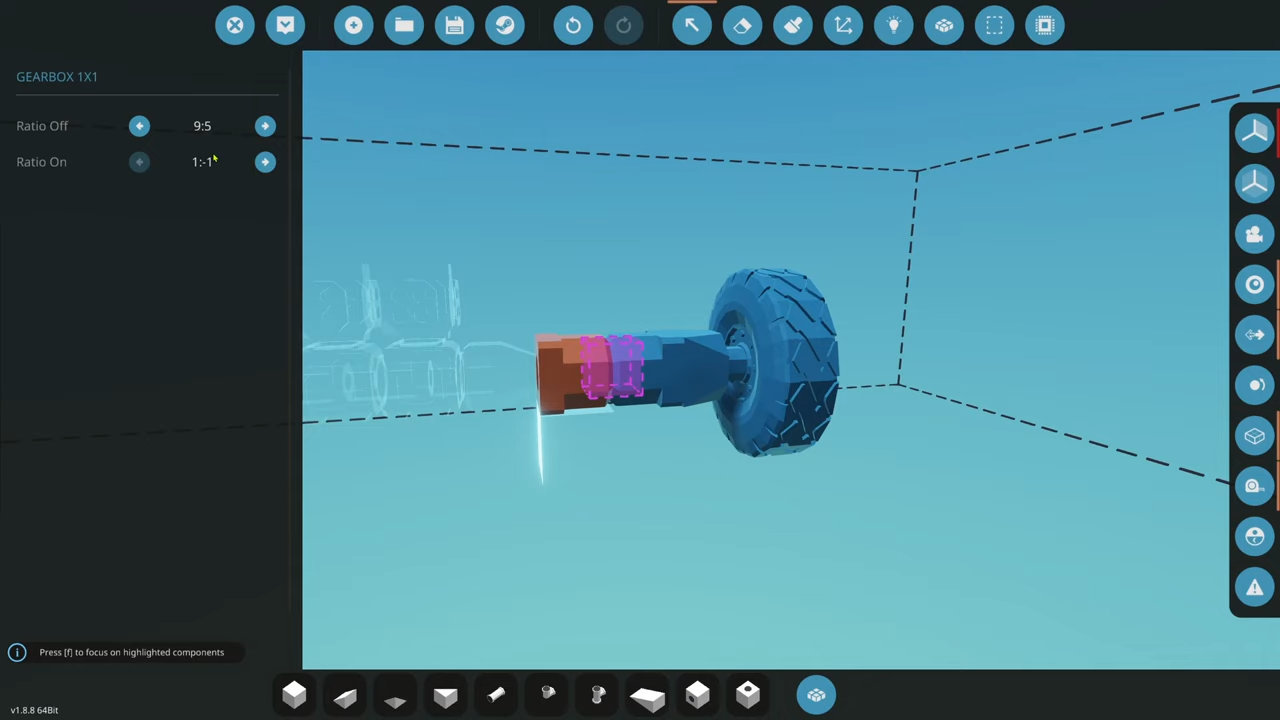 GEARBOX 1X1
Ratio Off 9:5
Ratio On 1:-1
Press [f] to focus on highlighted components
v1.8.8 64Bit